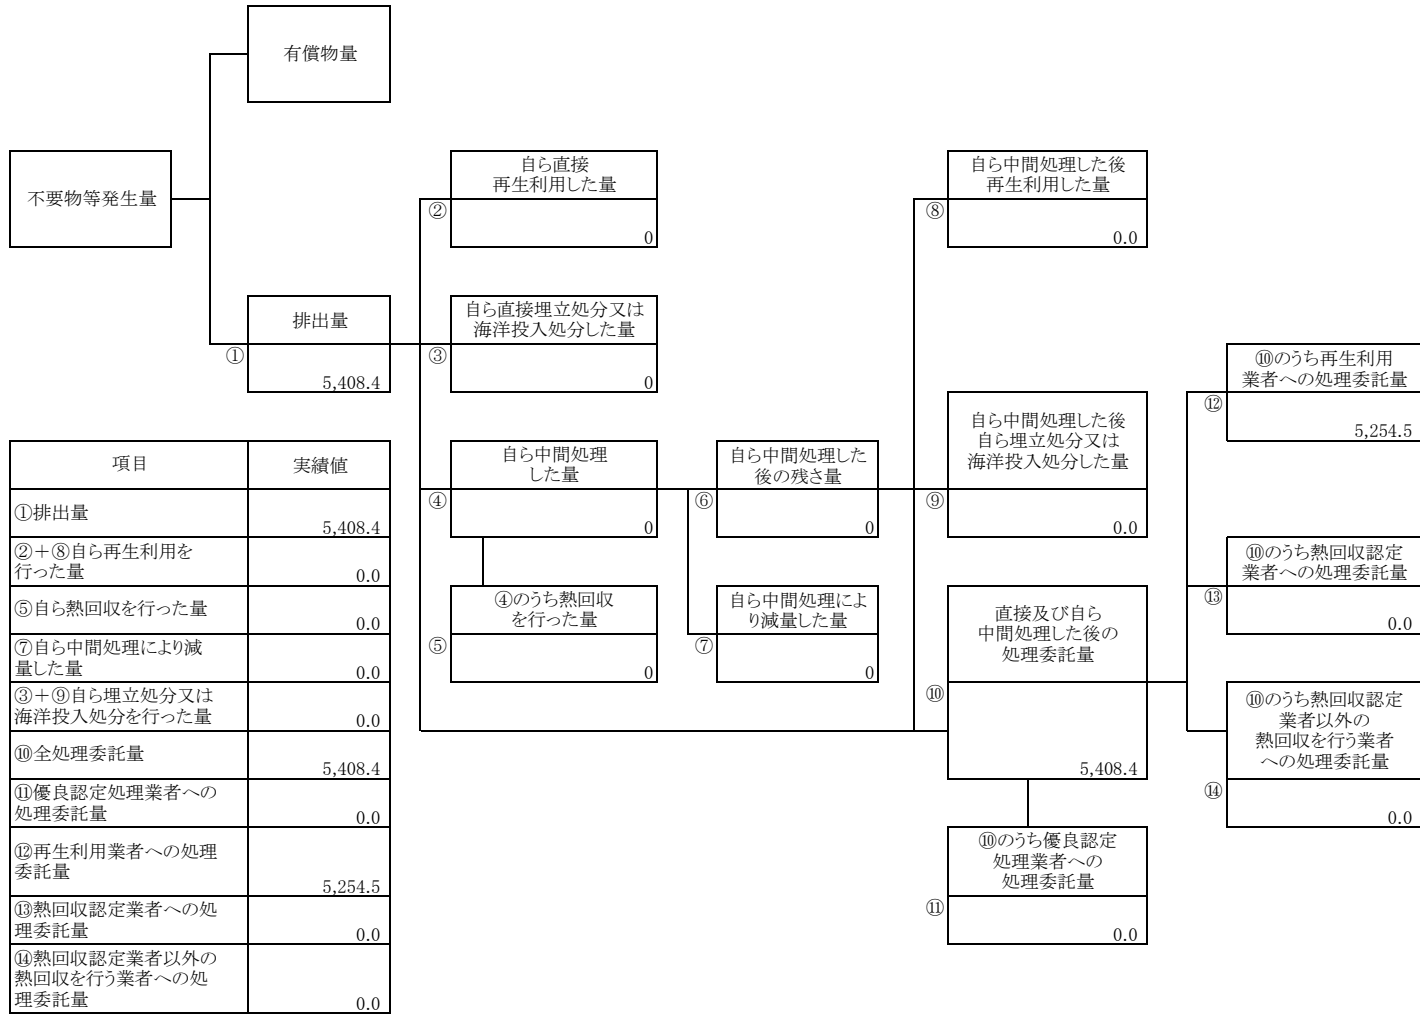 有償物量
不要物等発生量
排出量
①
5,408.4
自ら直接
再生利用した量
②
0
自ら直接埋立処分又は
海洋投入処分した量
③
0
自ら中間処理
した量
④
0
④のうち熱回収
を行った量
⑤
0
自ら中間処理した
後の残さ量
⑥
0
自ら中間処理によ
り減量した量
⑦
0
自ら中間処理した後
再生利用した量
⑧
0.0
自ら中間処理した後
自ら埋立処分又は
海洋投入処分した量
⑨
0.0
直接及び自ら
中間処理した後の
処理委託量
⑩
5,408.4
⑩のうち優良認定
処理業者への
処理委託量
⑪
0.0
⑩のうち再生利用
業者への処理委託量
⑫
5,254.5
⑩のうち熱回収認定
業者への処理委託量
⑬
0.0
⑩のうち熱回収認定
業者以外の
熱回収を行う業者
への処理委託量
⑭
0.0
項目 実績値
①排出量
5,408.4
②＋⑧自ら再生利用を
行った量
0.0
⑤自ら熱回収を行った量
0.0
⑦自ら中間処理により減
量した量
0.0
③＋⑨自ら埋立処分又は
海洋投入処分を行った量
0.0
⑩全処理委託量
5,408.4
⑪優良認定処理業者への
処理委託量
0.0
⑫再生利用業者への処理
委託量
5,254.5
⑬熱回収認定業者への処
理委託量
0.0
⑭熱回収認定業者以外の
熱回収を行う業者への処
理委託量
0.0